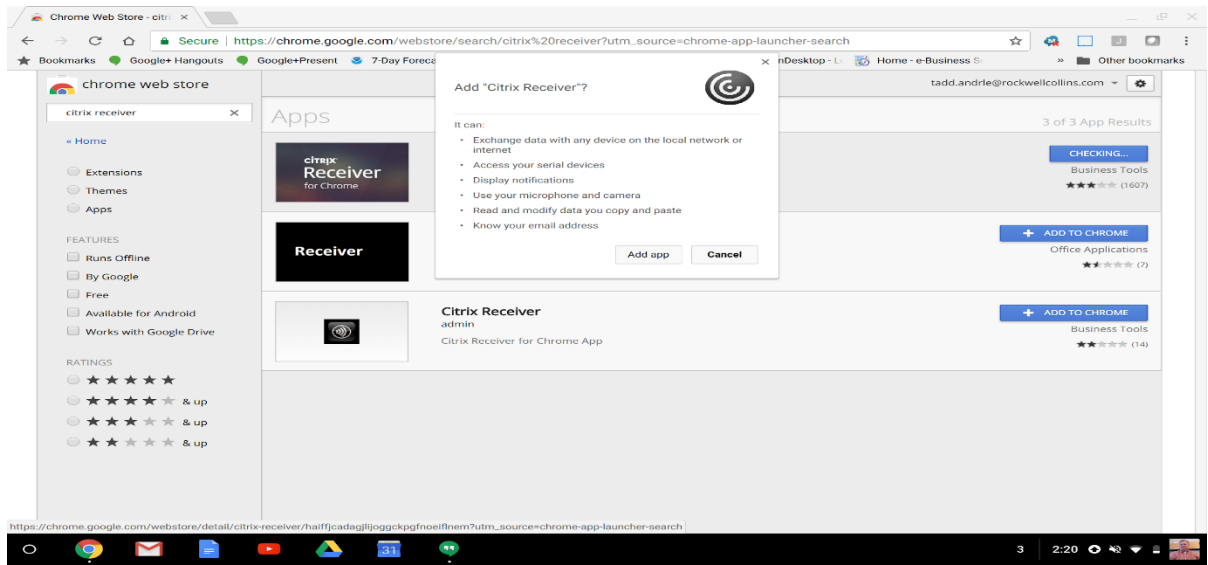 Chrome Web Store - citri
Secure | https://chrome.google.com/webstore/search/citrix%20receiver?utm_source=chrome-app-launcher-search
Bookmarks Google+ Hangouts Google+Present 7-Day Foreca nDesktop - L Home - e-Business S » Other bookmarks
chrome web store
tadd.andrle@rockwellcollins.com
citrix receiver
« Home
Extensions
Themes
Apps
FEATURES
Runs Offline
By Google
Free
Available for Android
Works with Google Drive
RATINGS
& up
& up
& up
Apps
3 of 3 App Results
CITRIX
Receiver
for Chrome
CHECKING...
Business Tools
(1607)
Receiver
+ ADD TO CHROME
Office Applications
(7)
Citrix Receiver
admin
Citrix Receiver for Chrome App
+ ADD TO CHROME
Business Tools
(14)
Add "Citrix Receiver"?
It can:
• Exchange data with any device on the local network or
internet
• Access your serial devices
• Display notifications
• Use your microphone and camera
• Read and modify data you copy and paste
• Know your email address
Add app Cancel
https://chrome.google.com/webstore/detail/citrix-receiver/haiffjcadagjlijoggckpgfnoeiflnem?utm_source=chrome-app-launcher-search
31
3 2:20